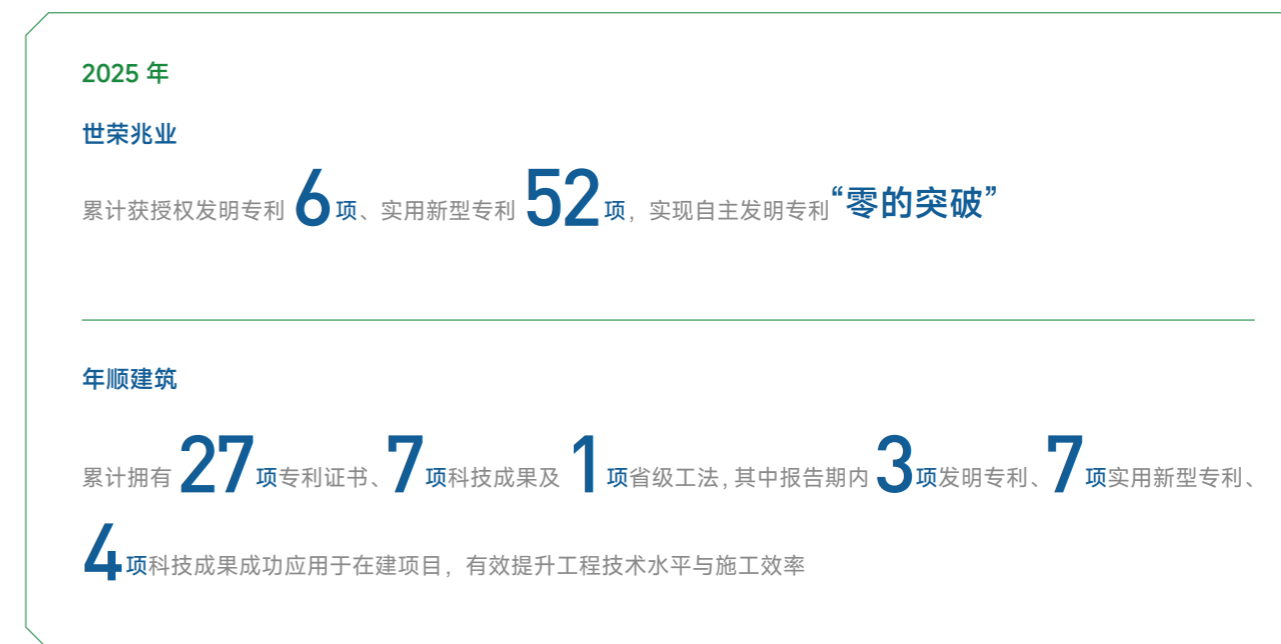 2025 年
世荣兆业
累计获授权发明专利 6 项、实用新型专利 52 项，实现自主发明专利“零的突破”
年顺建筑
累计拥有 27 项专利证书、7 项科技成果及 1 项省级工法，其中报告期内 3 项发明专利、7 项实用新型专利、
4 项科技成果成功应用于在建项目，有效提升工程技术水平与施工效率